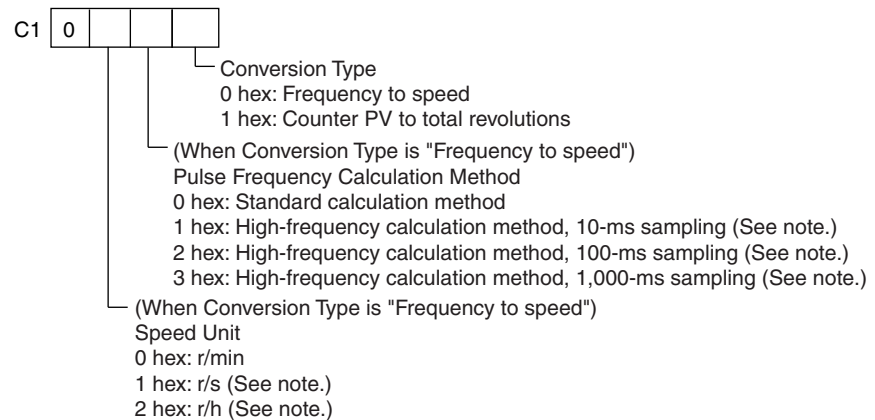 C1 0
Conversion Type
0 hex: Frequency to speed
1 hex: Counter PV to total revolutions
(When Conversion Type is "Frequency to speed")
Pulse Frequency Calculation Method
0 hex: Standard calculation method
1 hex: High-frequency calculation method, 10-ms sampling (See note.)
2 hex: High-frequency calculation method, 100-ms sampling (See note.)
3 hex: High-frequency calculation method, 1,000-ms sampling (See note.)
(When Conversion Type is "Frequency to speed")
Speed Unit
0 hex: r/min
1 hex: r/s (See note.)
2 hex: r/h (See note.)